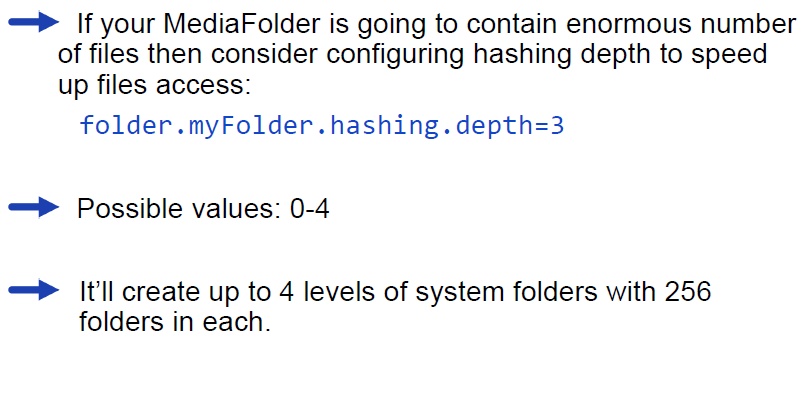 If your MediaFolder is going to contain enormous number
of files then consider configuring hashing depth to speed
up files access:
folder.myFolder.hashing.depth=3
Possible values: 0-4
It’ll create up to 4 levels of system folders with 256
folders in each.